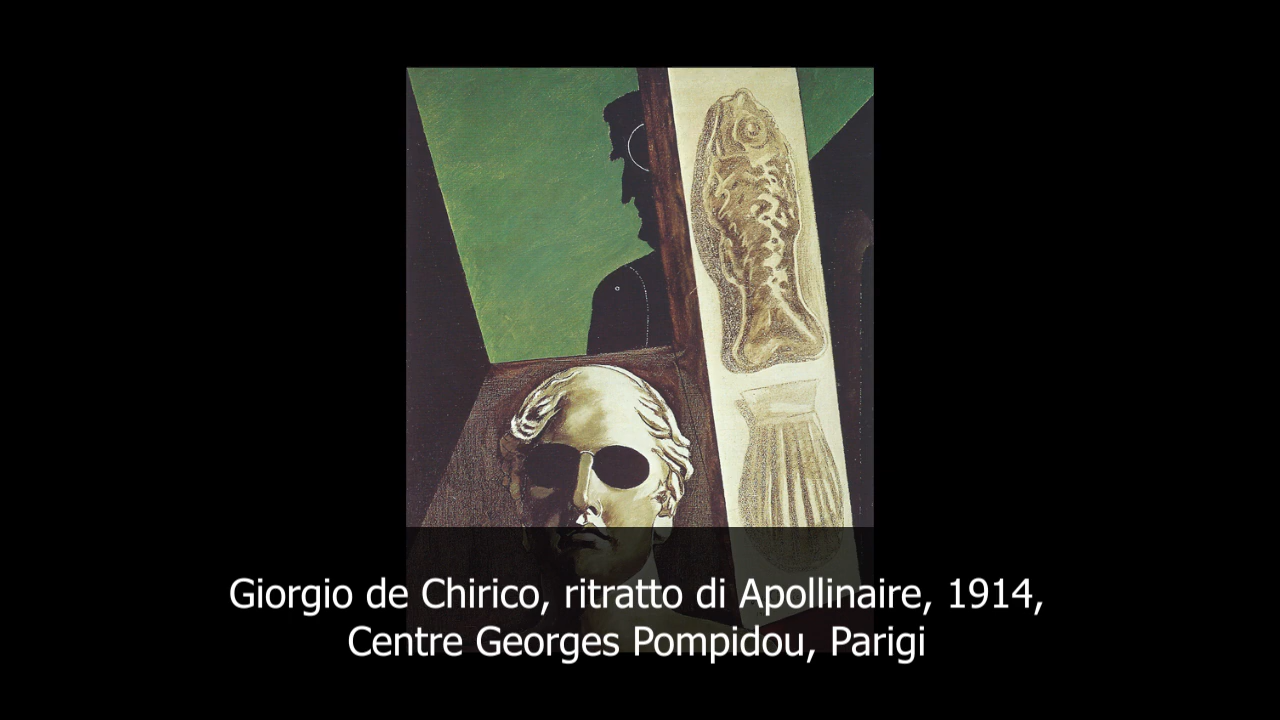 Giorgio de Chirico, ritratto di Apollinaire, 1914,
Centre Georges Pompidou, Parigi